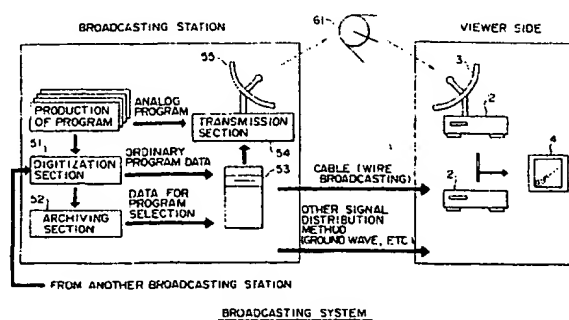 BROADCASTING STATION
61
VIEWER SIDE
55
3
2
4
PRODUCTION
OF PROGRAM
ANALOG
PROGRAM
TRANSMISSION
SECTION
54
51
DIGITIZATION
SECTION
ORDINARY
PROGRAM DATA
53
CABLE (WIRE
BROADCASTING)
2
52
ARCHIVING
SECTION
DATA FOR
PROGRAM
SELECTION
OTHER SIGNAL
DISTRIBUTION
METHOD
(GROUND WAVE, ETC.)
FROM ANOTHER BROADCASTING STATION
BROADCASTING SYSTEM